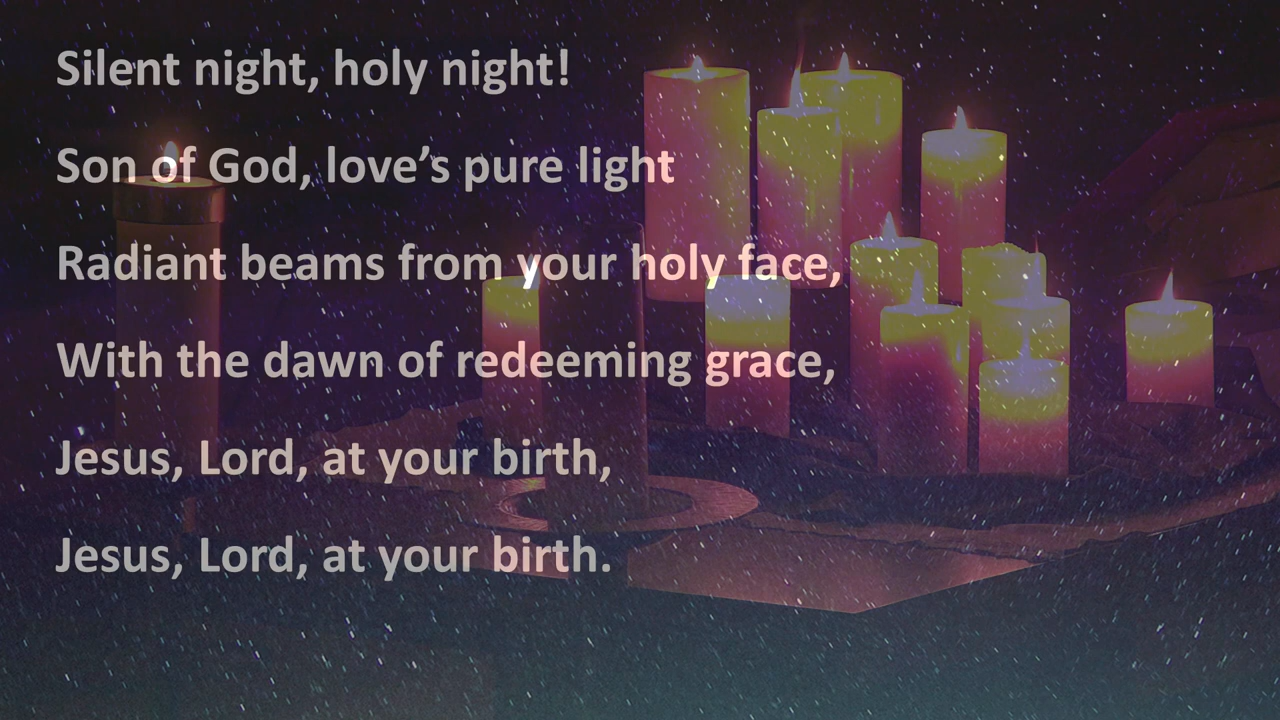 Silent night, holy night!
Son of God, love’s pure light
Radiant beams from your holy face,
With the dawn of redeeming grace,
Jesus, Lord, at your birth,
Jesus, Lord, at your birth.